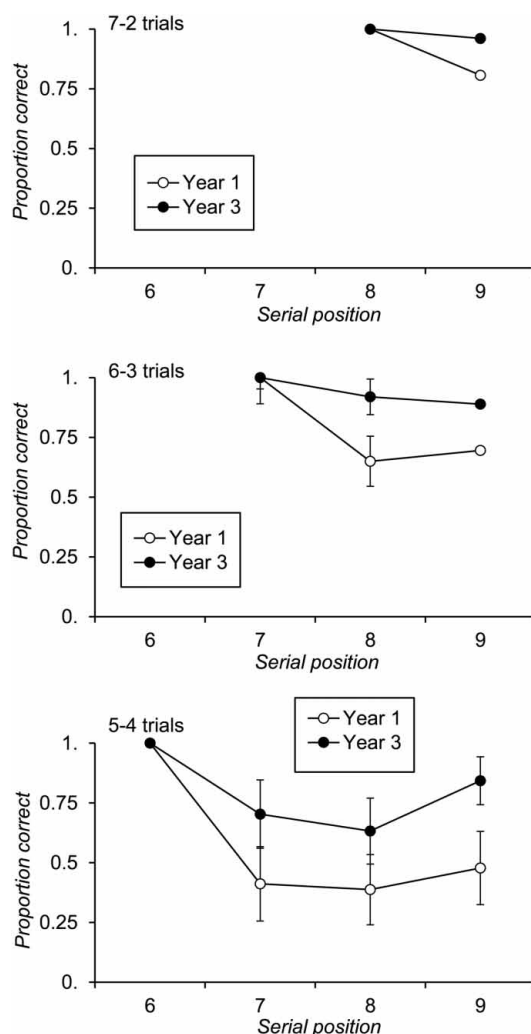 7-2 trials
1.
0.75
0.5
0.25
0.
Proportion correct
Year 1
Year 3
6 7 8 9
Serial position
6-3 trials
1.
0.75
0.5
0.25
0.
Proportion correct
Year 1
Year 3
6 7 8 9
Serial position
5-4 trials
Year 1
Year 3
1.
0.75
0.5
0.25
0.
Proportion correct
6 7 8 9
Serial position